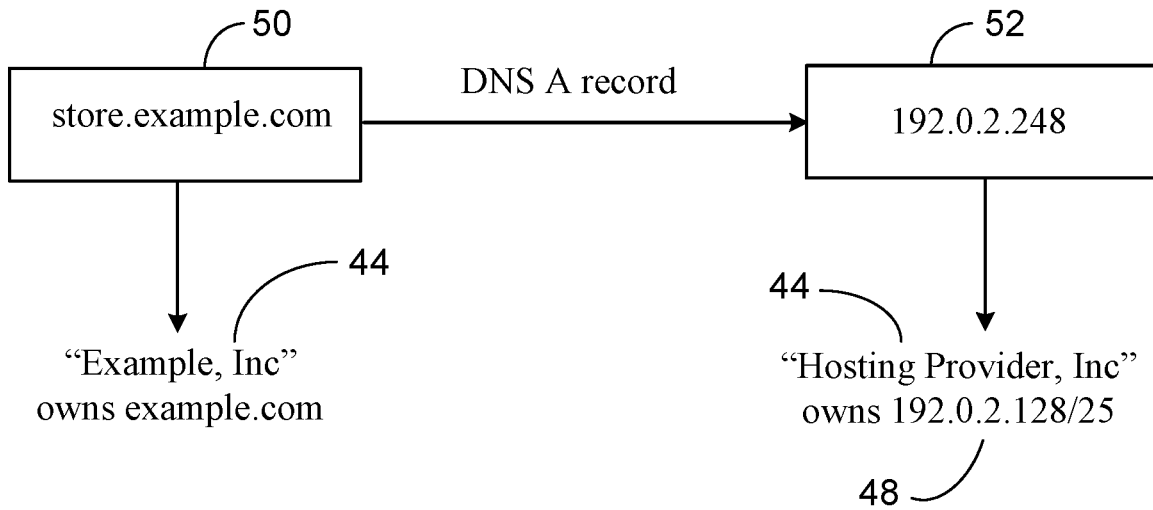 50
52
DNS A record
store.example.com
192.0.2.248
44
44
“Example, Inc”
owns example.com
“Hosting Provider, Inc”
owns 192.0.2.128/25
48